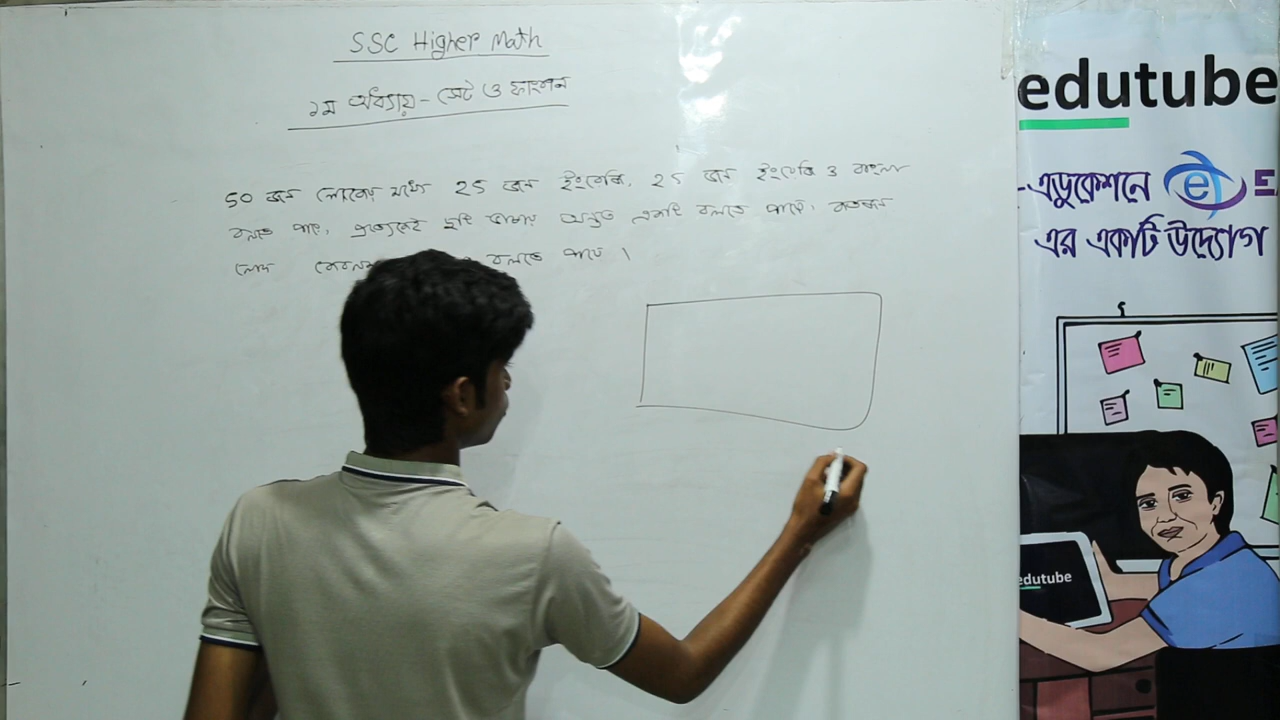 SSC Higher Math
১ম অধ্যায় - সেট ও ফাংশন
50 জন লোকের মধ্যে 25 জন ইংরেজি, 25 জন ইংরেজি ও বাংলা
বলতে পারে, প্রত্যেকেই দুটি ভাষার অন্তত একটি বলতে পারে। কতজন
লোক বলতে পারে ।
edutube
-এডুকেশনে e E
এর একটি উদ্যোগ
edutube